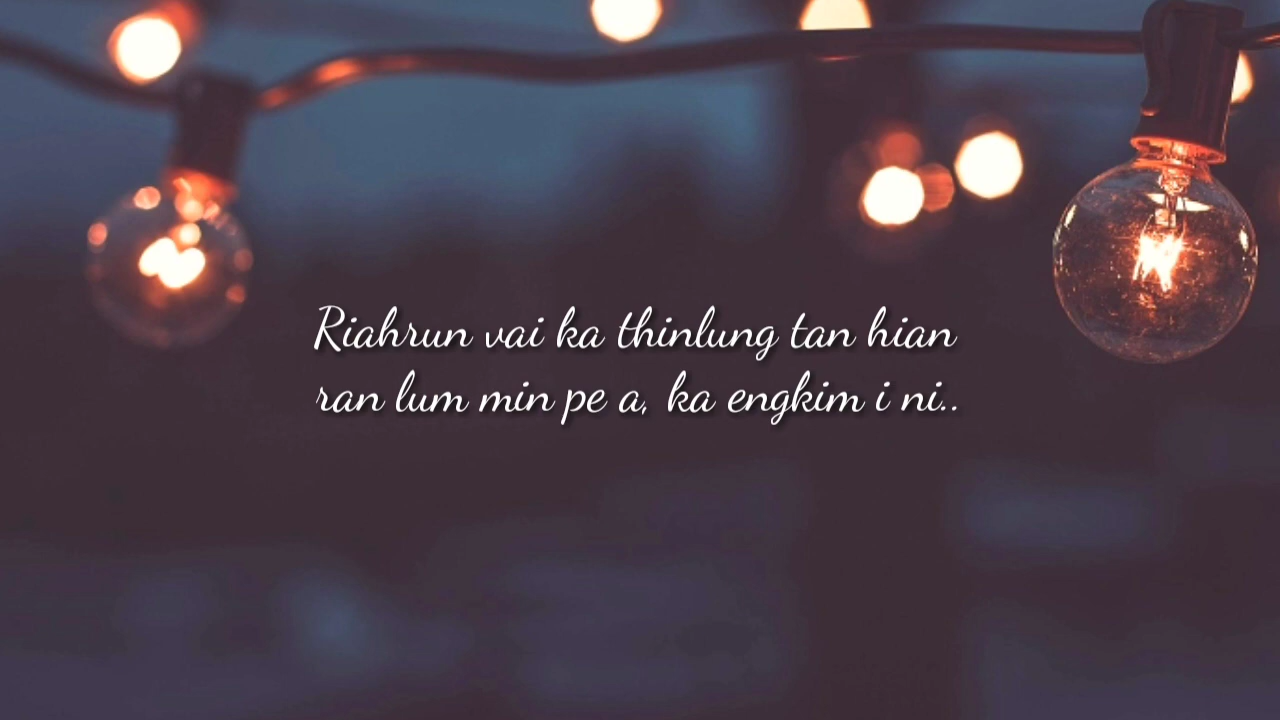 Riahrun vai ka thinlung tan hian
ran lum min pe a, ka engkim i ni..